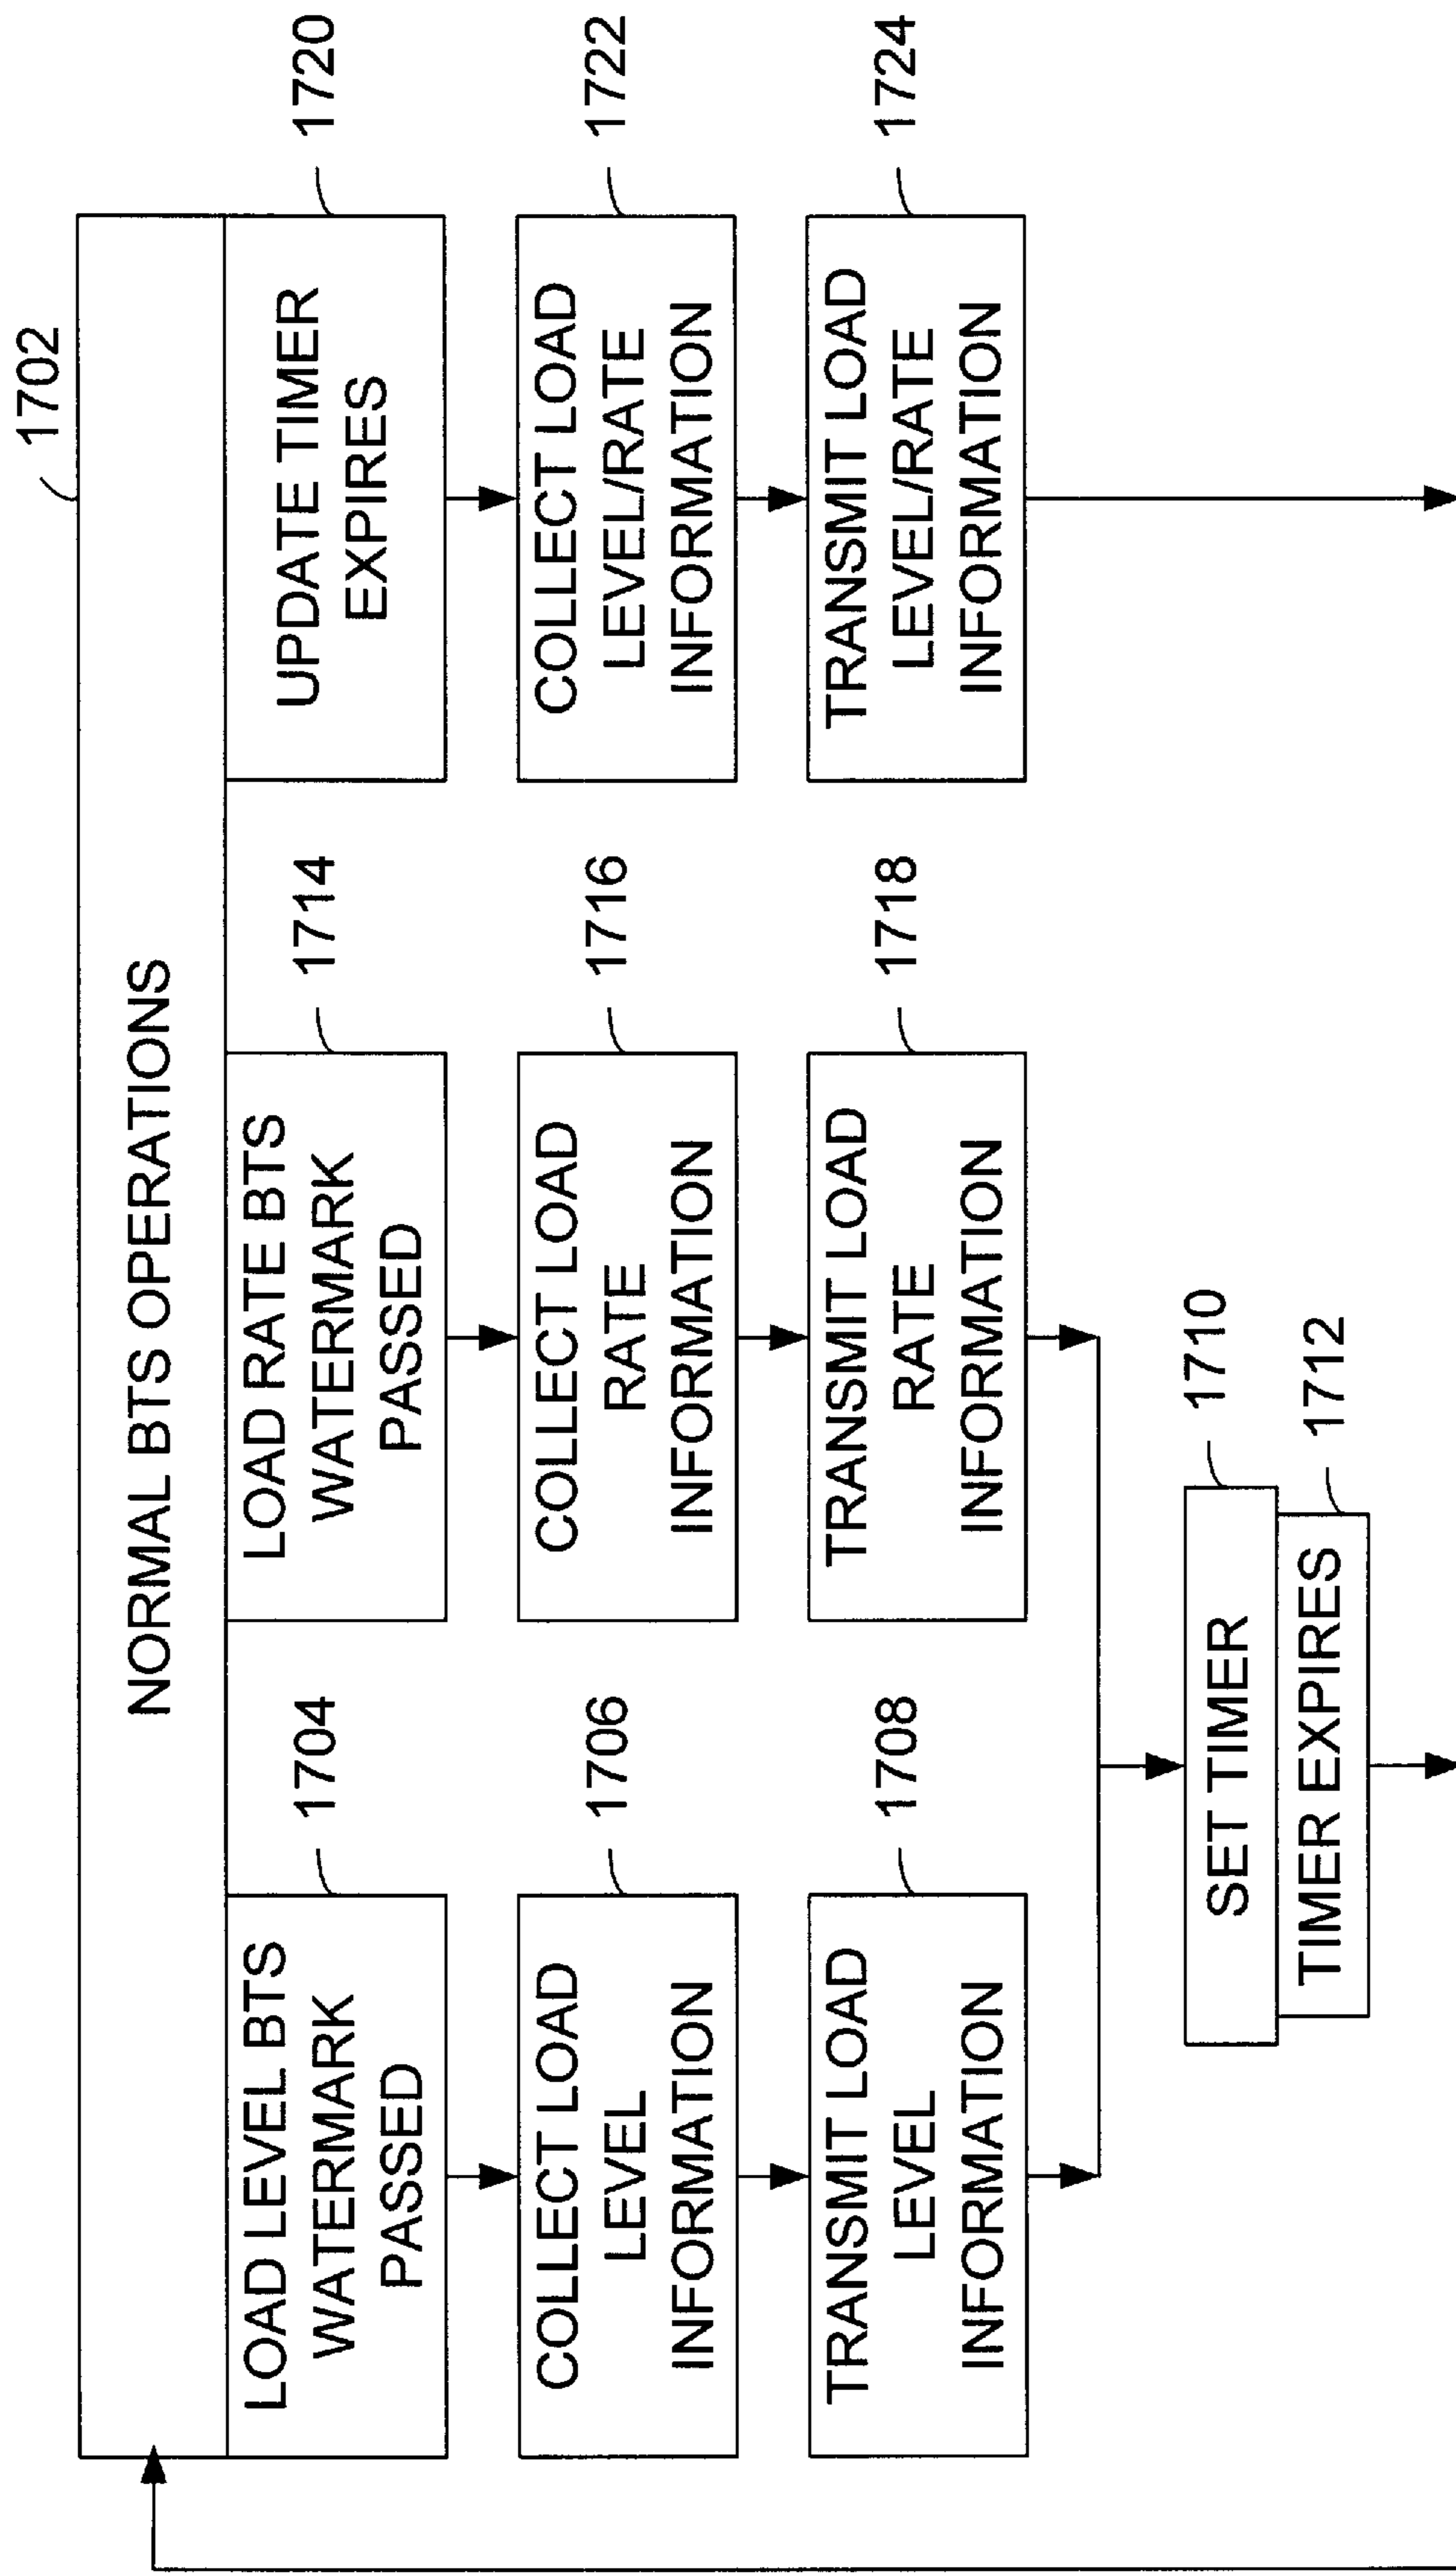 1702
NORMAL BTS OPERATIONS
LOAD LEVEL BTS
WATERMARK
PASSED
1704
LOAD RATE BTS
WATERMARK
PASSED
1714
UPDATE TIMER
EXPIRES
1720
COLLECT LOAD
LEVEL
INFORMATION
1706
COLLECT LOAD
RATE
INFORMATION
1716
COLLECT LOAD
LEVEL/RATE
INFORMATION
1722
TRANSMIT LOAD
LEVEL
INFORMATION
1708
TRANSMIT LOAD
RATE
INFORMATION
1718
TRANSMIT LOAD
LEVEL/RATE
INFORMATION
1724
SET TIMER
1710
TIMER EXPIRES
1712